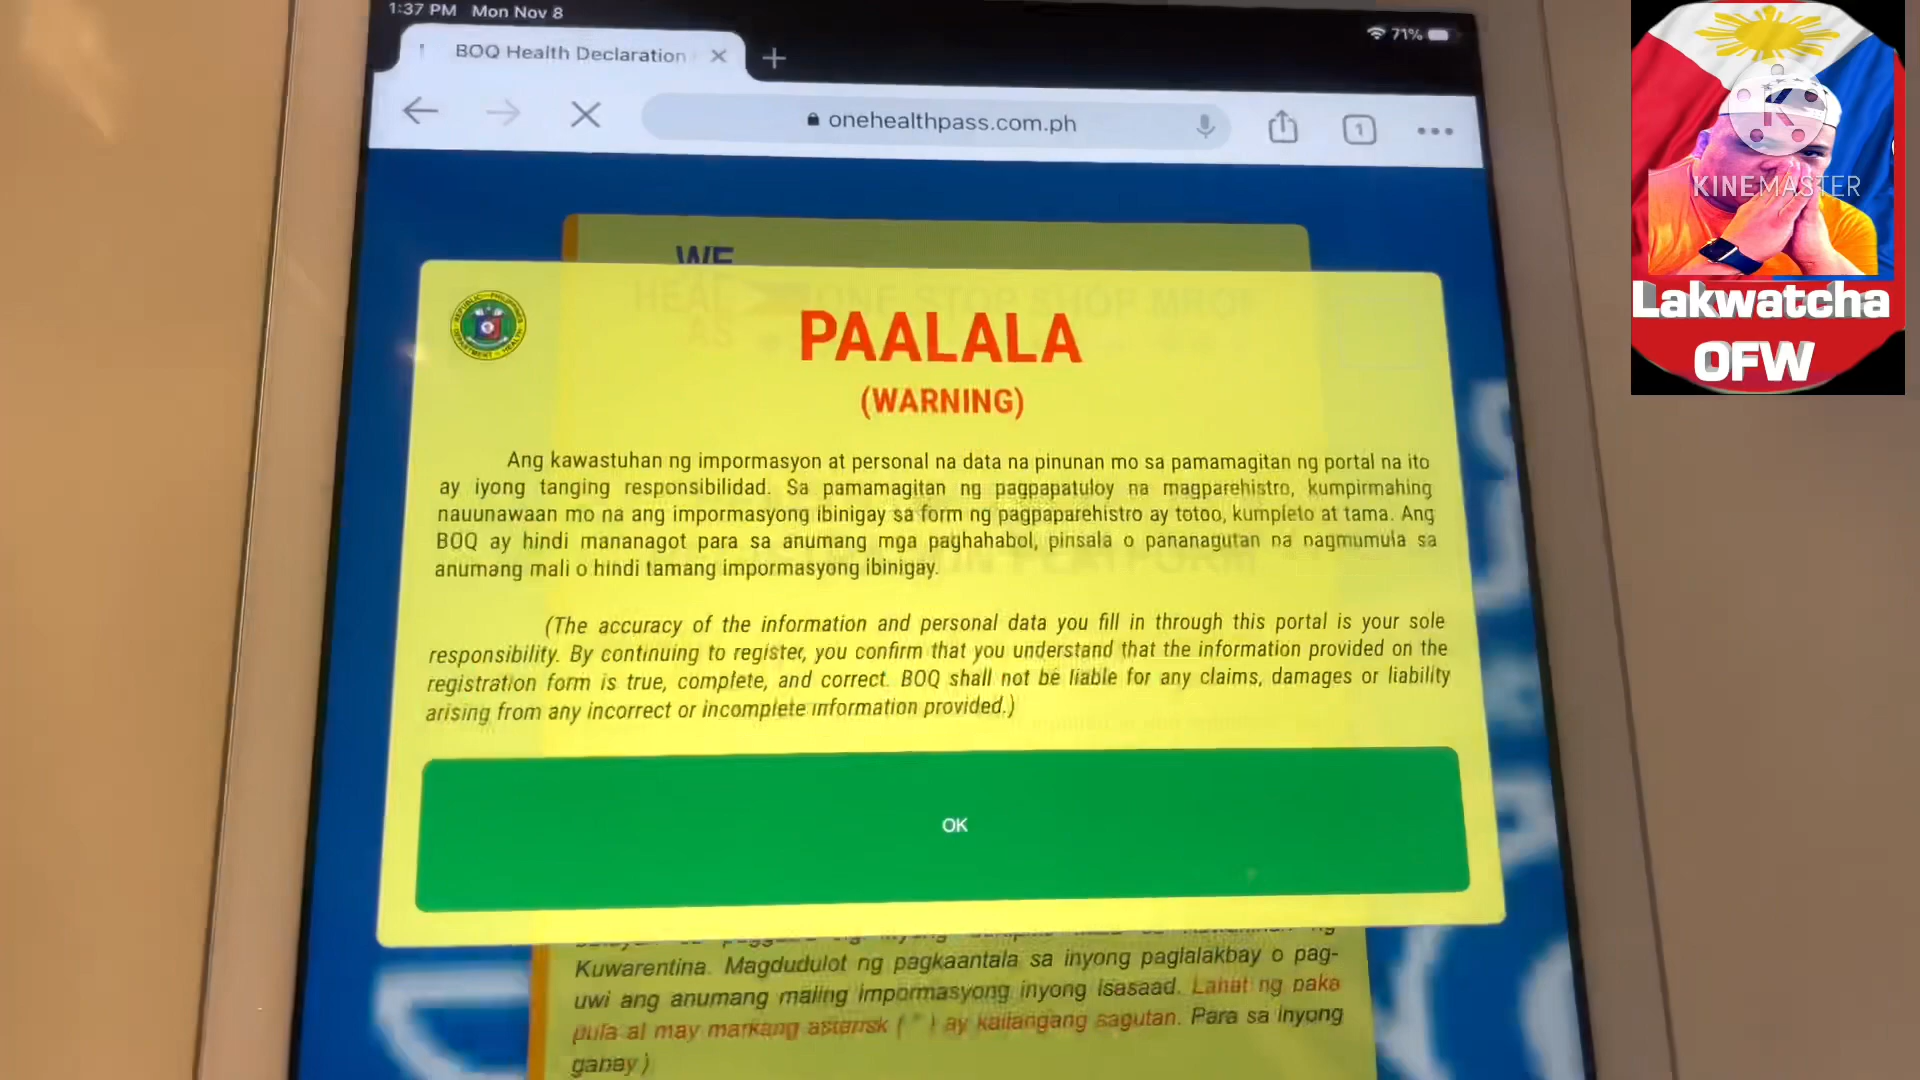 1:37 PM Mon Nov 8
71%
BOQ Health Declaration
onehealthpass.com.ph
1
KINEMASTER
Lakwatcha
OFW
WE
HEAL ONE-STOP SHOP
AS
PAALALA
(WARNING)
Ang kawastuhan ng impormasyon at personal na data na pinunan mo sa pamamagitan ng portal na ito
ay iyong tanging responsibilidad. Sa pamamagitan ng pagpapatuloy na magparehistro, kumpirmahing
nauunawaan mo na ang impormasyong ibinigay sa form ng pagpaparehistro ay totoo, kumpleto at tama. Ang
BOQ ay hindi mananagot para sa anumang mga paghahabol, pinsala o pananagutan na nagmumula sa
anumang mali o hindi tamang impormasyong ibinigay.
(The accuracy of the information and personal data you fill in through this portal is your sole
responsibility. By continuing to register, you confirm that you understand that the information provided on the
registration form is true, complete, and correct. BOQ shall not be liable for any claims, damages or liability
arising from any incorrect or incomplete information provided.)
OK
Kuwarentina. Magdudulot ng pagkaantala sa inyong paglalakbay o pag-
uwi ang anumang maling impormasyong inyong isasaad. Lahat ng naka
pula at may markang asterisk ( * ) ay kailangang sagutan. Para sa inyong
gabay)